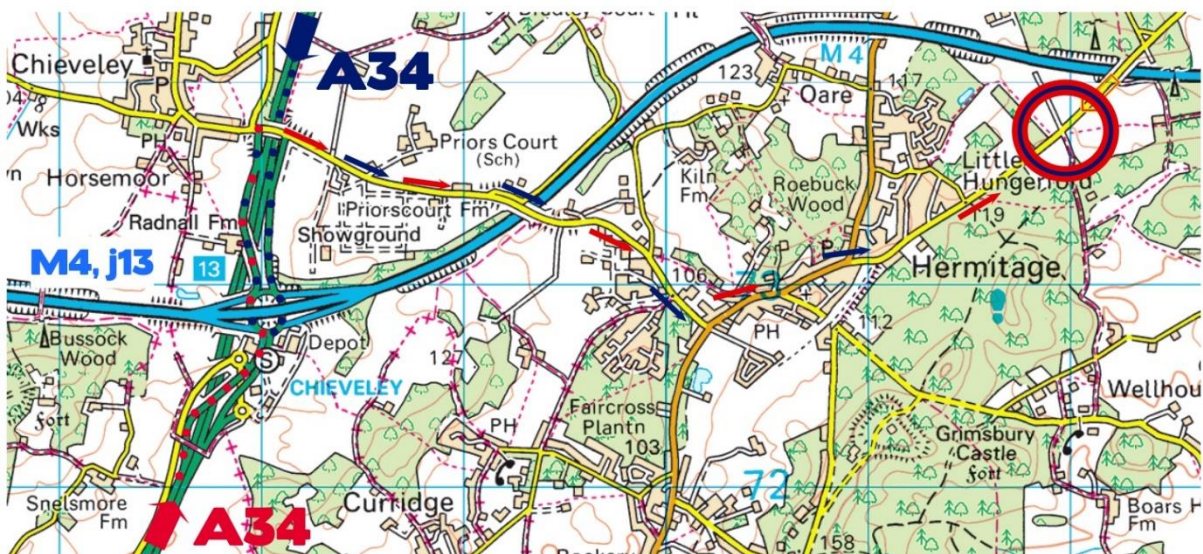 Chieveley
A34
M 4
123
Oare
117
P
Wks
PH
Priors Court
(Sch)
Horsemoor
Kiln
Fm
Little
Hungerford
Roebuck
Wood
Radnall Fm
Priorscourt Fm
Showground
119
M4, j13
13
P
Hermitage
106
Bussock
Wood
Depot
S
PH
112
127
CHIEVELEY
fort
PH
Faircross
Plantn
103
Grimsbury
Castle
fort
Snelsmore
Fm
A34
Curridge
72
158
Boars H
Fm
Wellhou